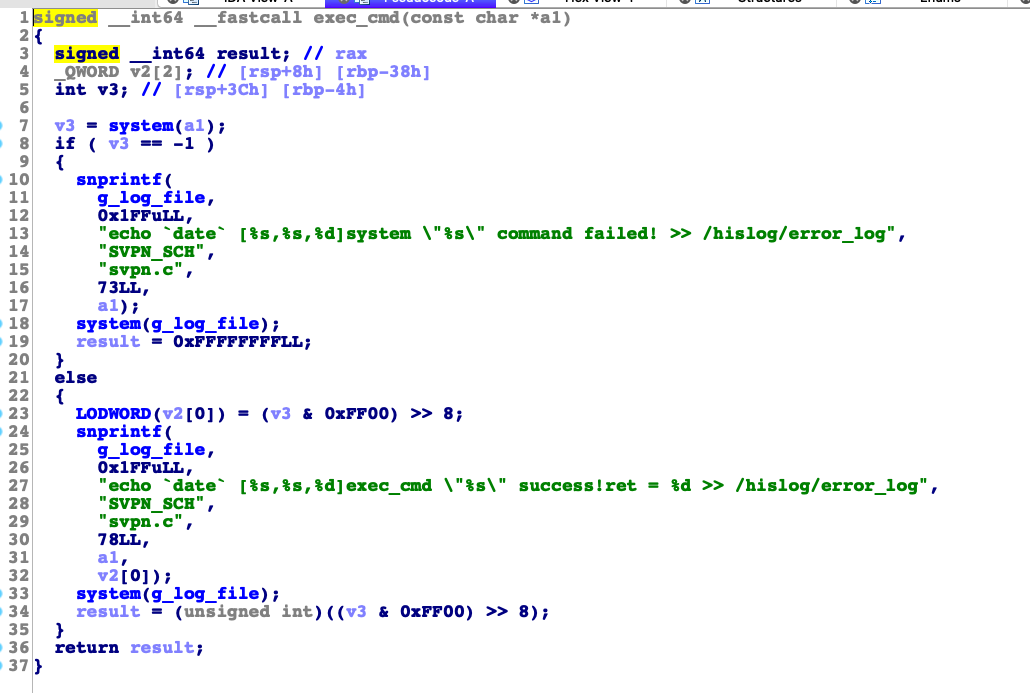 1 signed __int64 __fastcall exec_cmd(const char *a1)
2 {
3   signed __int64 result; // rax
4   _QWORD v2[2]; // [rsp+8h] [rbp-38h]
5   int v3; // [rsp+3Ch] [rbp-4h]
6
7   v3 = system(a1);
8   if ( v3 == -1 )
9   {
10     snprintf(
11       g_log_file,
12       0x1FFuLL,
13       "echo `date` [%s,%s,%d]system \"%s\" command failed! >> /hislog/error_log",
14       "SVPN_SCH",
15       "svpn.c",
16       73LL,
17       a1);
18     system(g_log_file);
19     result = 0xFFFFFFFFLL;
20   }
21   else
22   {
23     LODWORD(v2[0]) = (v3 & 0xFF00) >> 8;
24     snprintf(
25       g_log_file,
26       0x1FFuLL,
27       "echo `date` [%s,%s,%d]exec_cmd \"%s\" success!ret = %d >> /hislog/error_log",
28       "SVPN_SCH",
29       "svpn.c",
30       78LL,
31       a1,
32       v2[0]);
33     system(g_log_file);
34     result = (unsigned int)((v3 & 0xFF00) >> 8);
35   }
36   return result;
37 }